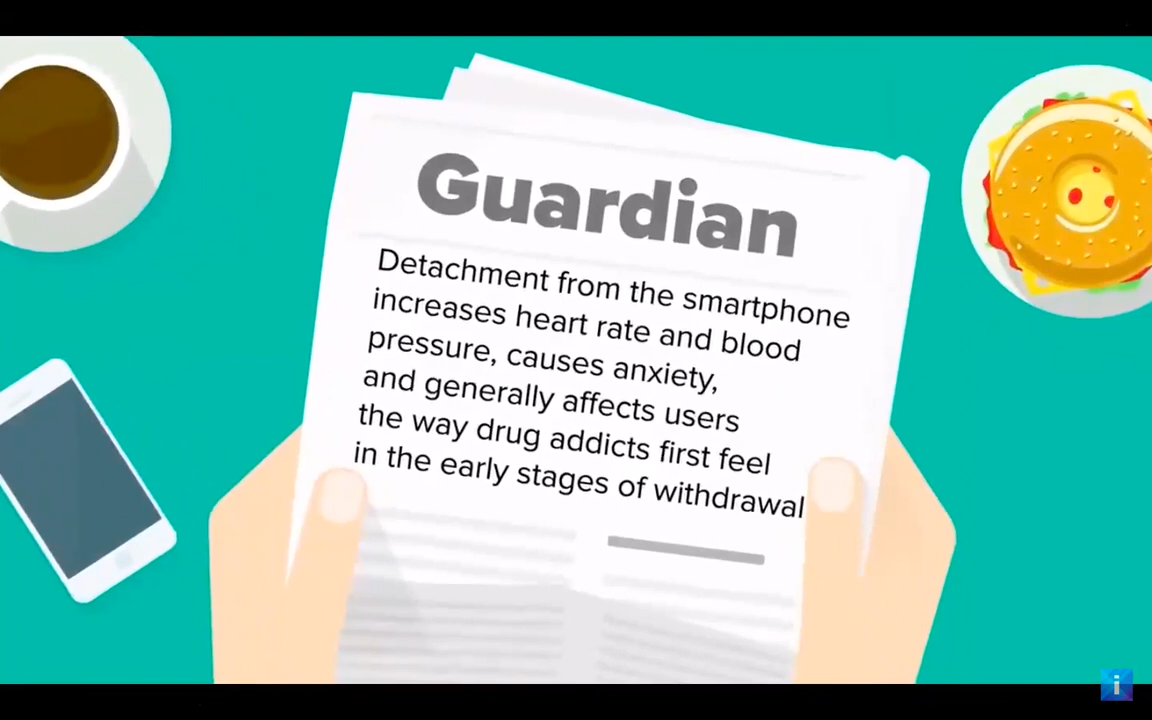 Guardian
Detachment from the smartphone
increases heart rate and blood
pressure, causes anxiety,
and generally affects users
the way drug addicts first feel
in the early stages of withdrawal
i